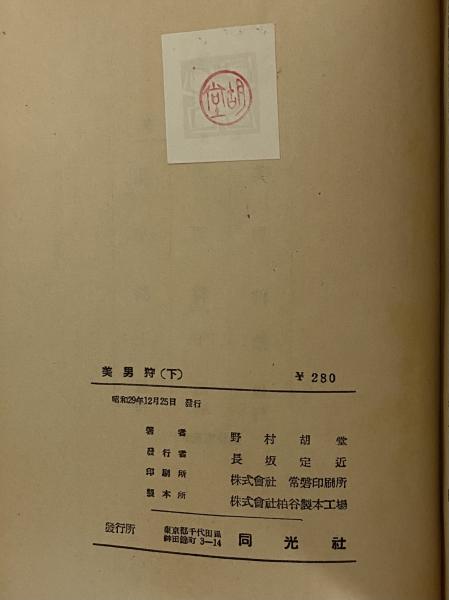 胡堂
美男狩(下) ¥280
昭和29年12月25日 發行
著者 野村胡堂
發行者 長坂定近
印刷所 株式會社 常磐印刷所
製本所 株式會社柏谷製本工場
發行所 東京都千代田區
神田錦町 3—14 同光社